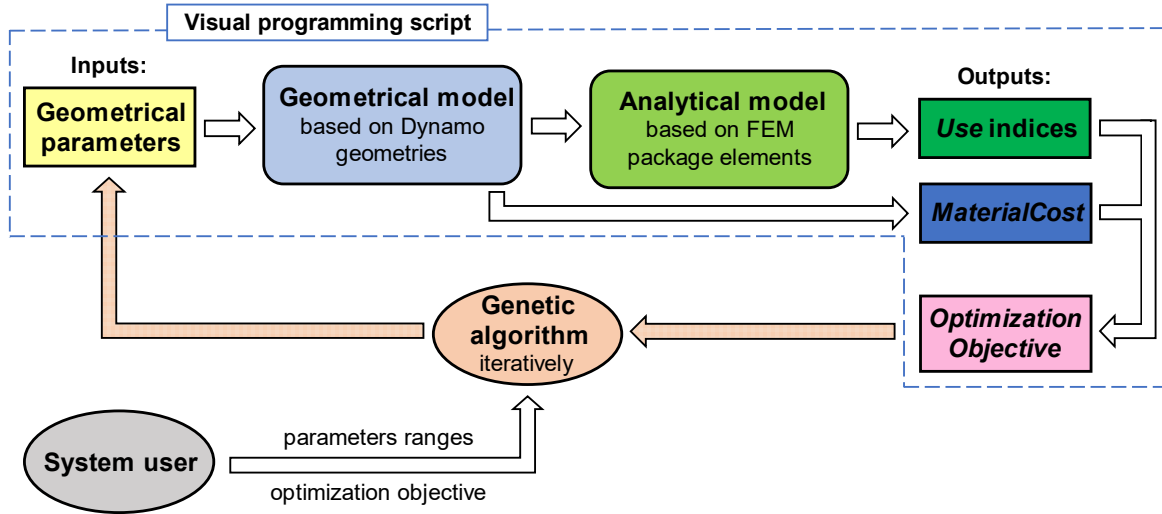 Visual programming script
Inputs:
Geometrical
parameters
Geometrical model
based on Dynamo
geometries
Analytical model
based on FEM
package elements
Outputs:
Use indices
MaterialCost
Optimization
Objective
Genetic
algorithm
iteratively
System user
parameters ranges
optimization objective